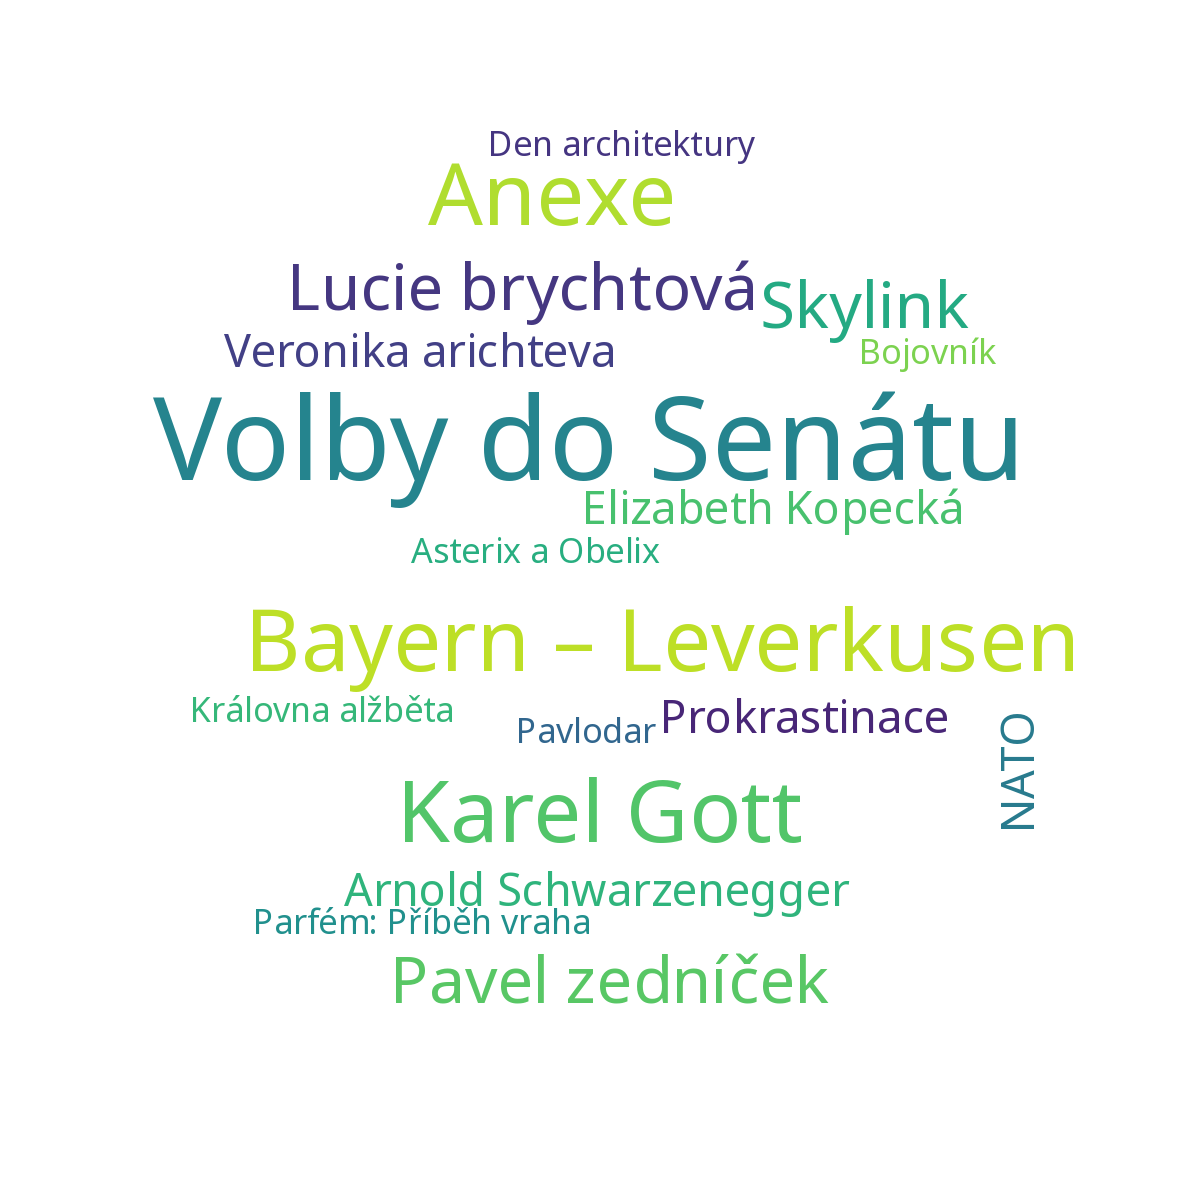 Den architektury
Anexe
Lucie brychtová
Skylink
Veronika arichteva
Bojovník
Volby do Senátu
Elizabeth Kopecká
Asterix a Obelix
Bayern – Leverkusen
Královna alžběta
Prokrastinace
Pavlodar
NATO
Karel Gott
Arnold Schwarzenegger
Parfém: Příběh vraha
Pavel zedníček